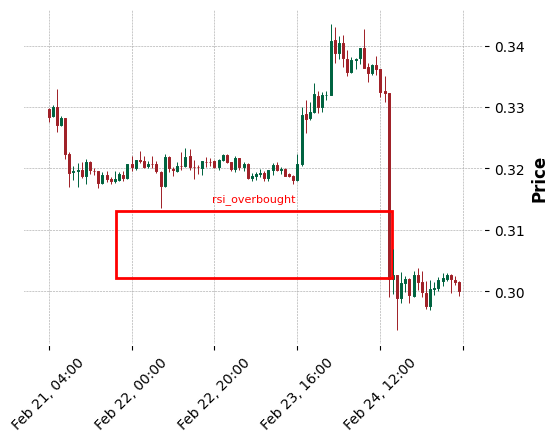 0.34
0.33
0.32
0.31
0.30
Price
rsi_overbought
Feb 21, 04:00
Feb 22, 00:00
Feb 22, 20:00
Feb 23, 16:00
Feb 24, 12:00